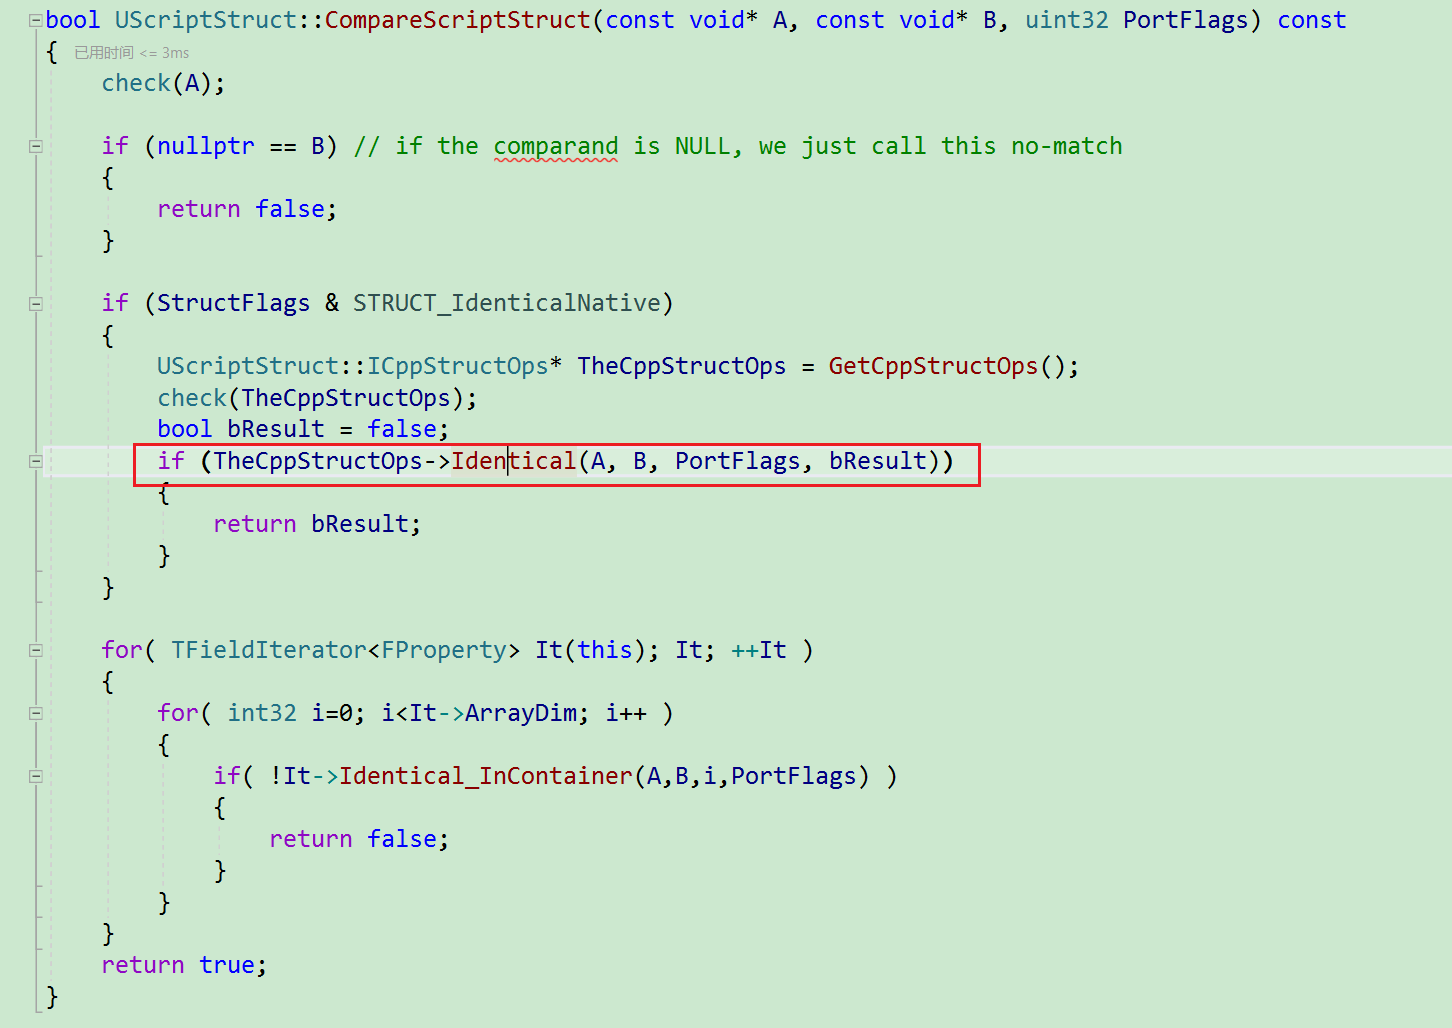 bool UScriptStruct::CompareScriptStruct(const void* A, const void* B, uint32 PortFlags) const
{ 已用时间 <= 3ms
    check(A);

    if (nullptr == B) // if the comparand is NULL, we just call this no-match
    {
        return false;
    }

    if (StructFlags & STRUCT_IdenticalNative)
    {
        UScriptStruct::ICppStructOps* TheCppStructOps = GetCppStructOps();
        check(TheCppStructOps);
        bool bResult = false;
        if (TheCppStructOps->Identical(A, B, PortFlags, bResult))
        {
            return bResult;
        }
    }

    for( TFieldIterator<FProperty> It(this); It; ++It )
    {
        for( int32 i=0; i<It->ArrayDim; i++ )
        {
            if( !It->Identical_InContainer(A,B,i,PortFlags) )
            {
                return false;
            }
        }
    }
    return true;
}